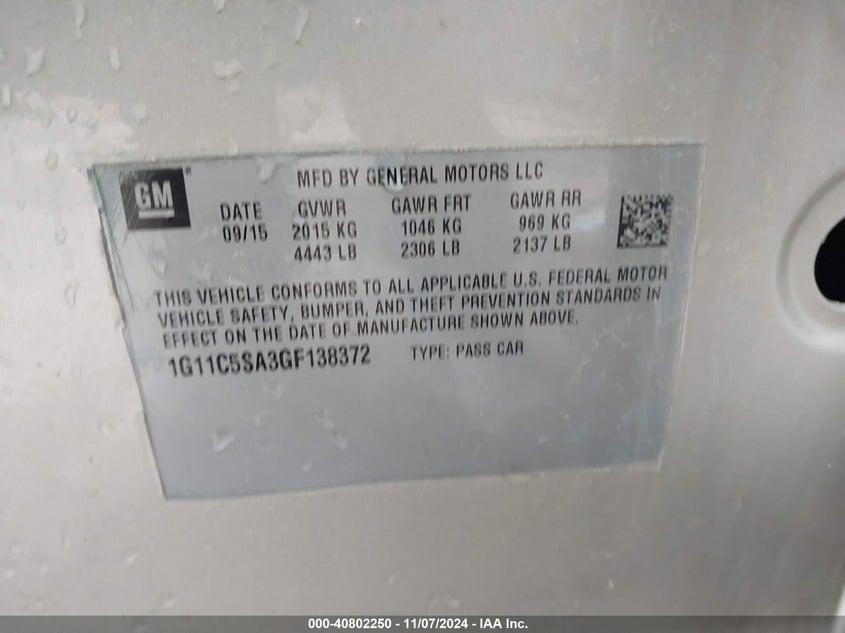 GM
MFD BY GENERAL MOTORS LLC
DATE GVWR GAWR FRT GAWR RR
09/15 2015 KG 1046 KG 969 KG
4443 LB 2306 LB 2137 LB
THIS VEHICLE CONFORMS TO ALL APPLICABLE U.S. FEDERAL MOTOR
VEHICLE SAFETY, BUMPER, AND THEFT PREVENTION STANDARDS IN
EFFECT ON THE DATE OF MANUFACTURE SHOWN ABOVE.
1G11C5SA3GF138372 TYPE: PASS CAR
000-40802250 - 11/07/2024 - IAA Inc.